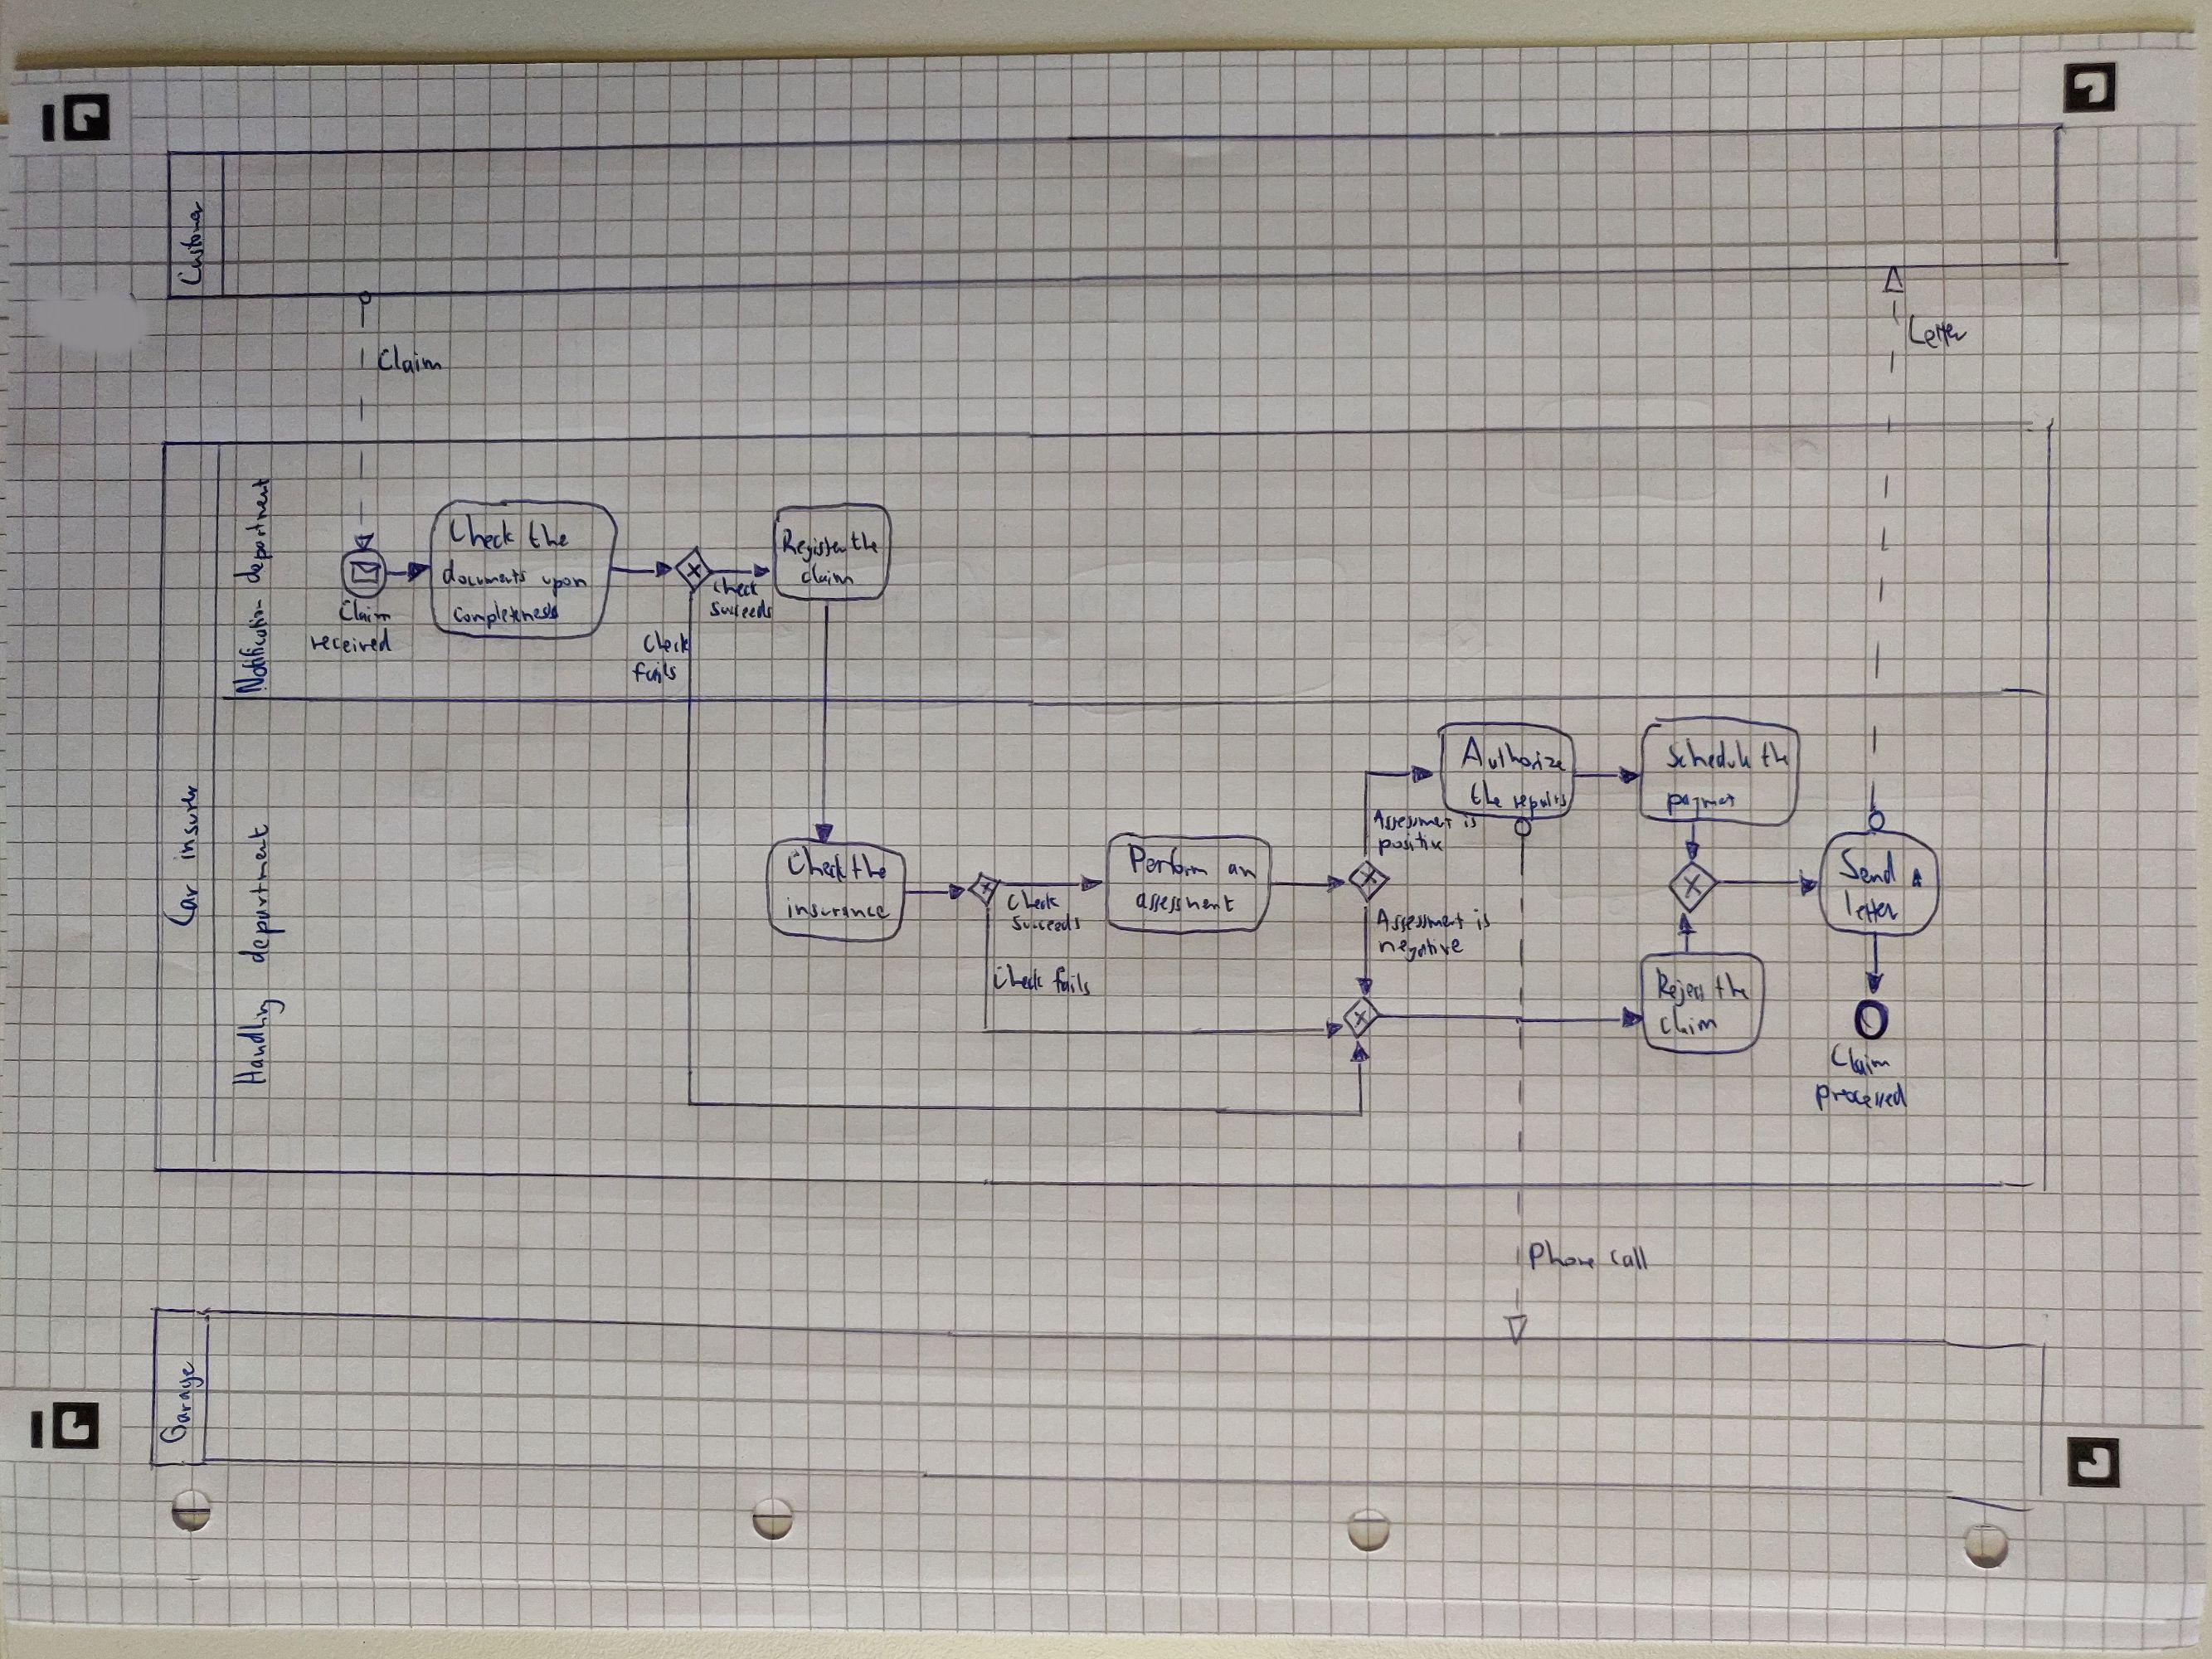 Customer
Claim
Letter
Car insurer
Notification department
Claim
received
Check the
documents upon
completeness
Check
succeeds
Check
fails
Register the
claim
Handling department
Check the
insurance
Check
succeeds
Check fails
Perform an
assessment
Assessment is
positive
Assessment is
negative
Authorize
the repairs
Schedule the
Reject the
claim
Send a
letter
Claim
processed
Phone call
Garage